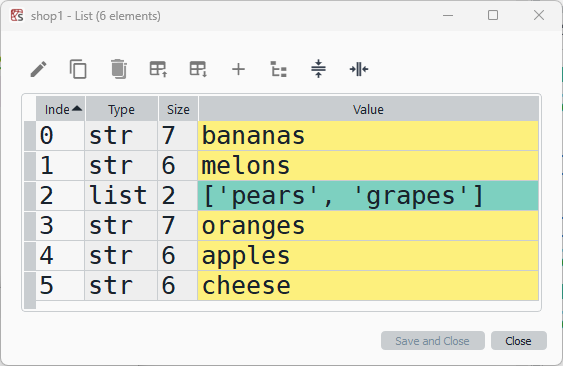 shop1 - List (6 elements)
Inde Type Size Value
0 str 7 bananas
1 str 6 melons
2 list 2 ['pears', 'grapes']
3 str 7 oranges
4 str 6 apples
5 str 6 cheese
Save and Close Close